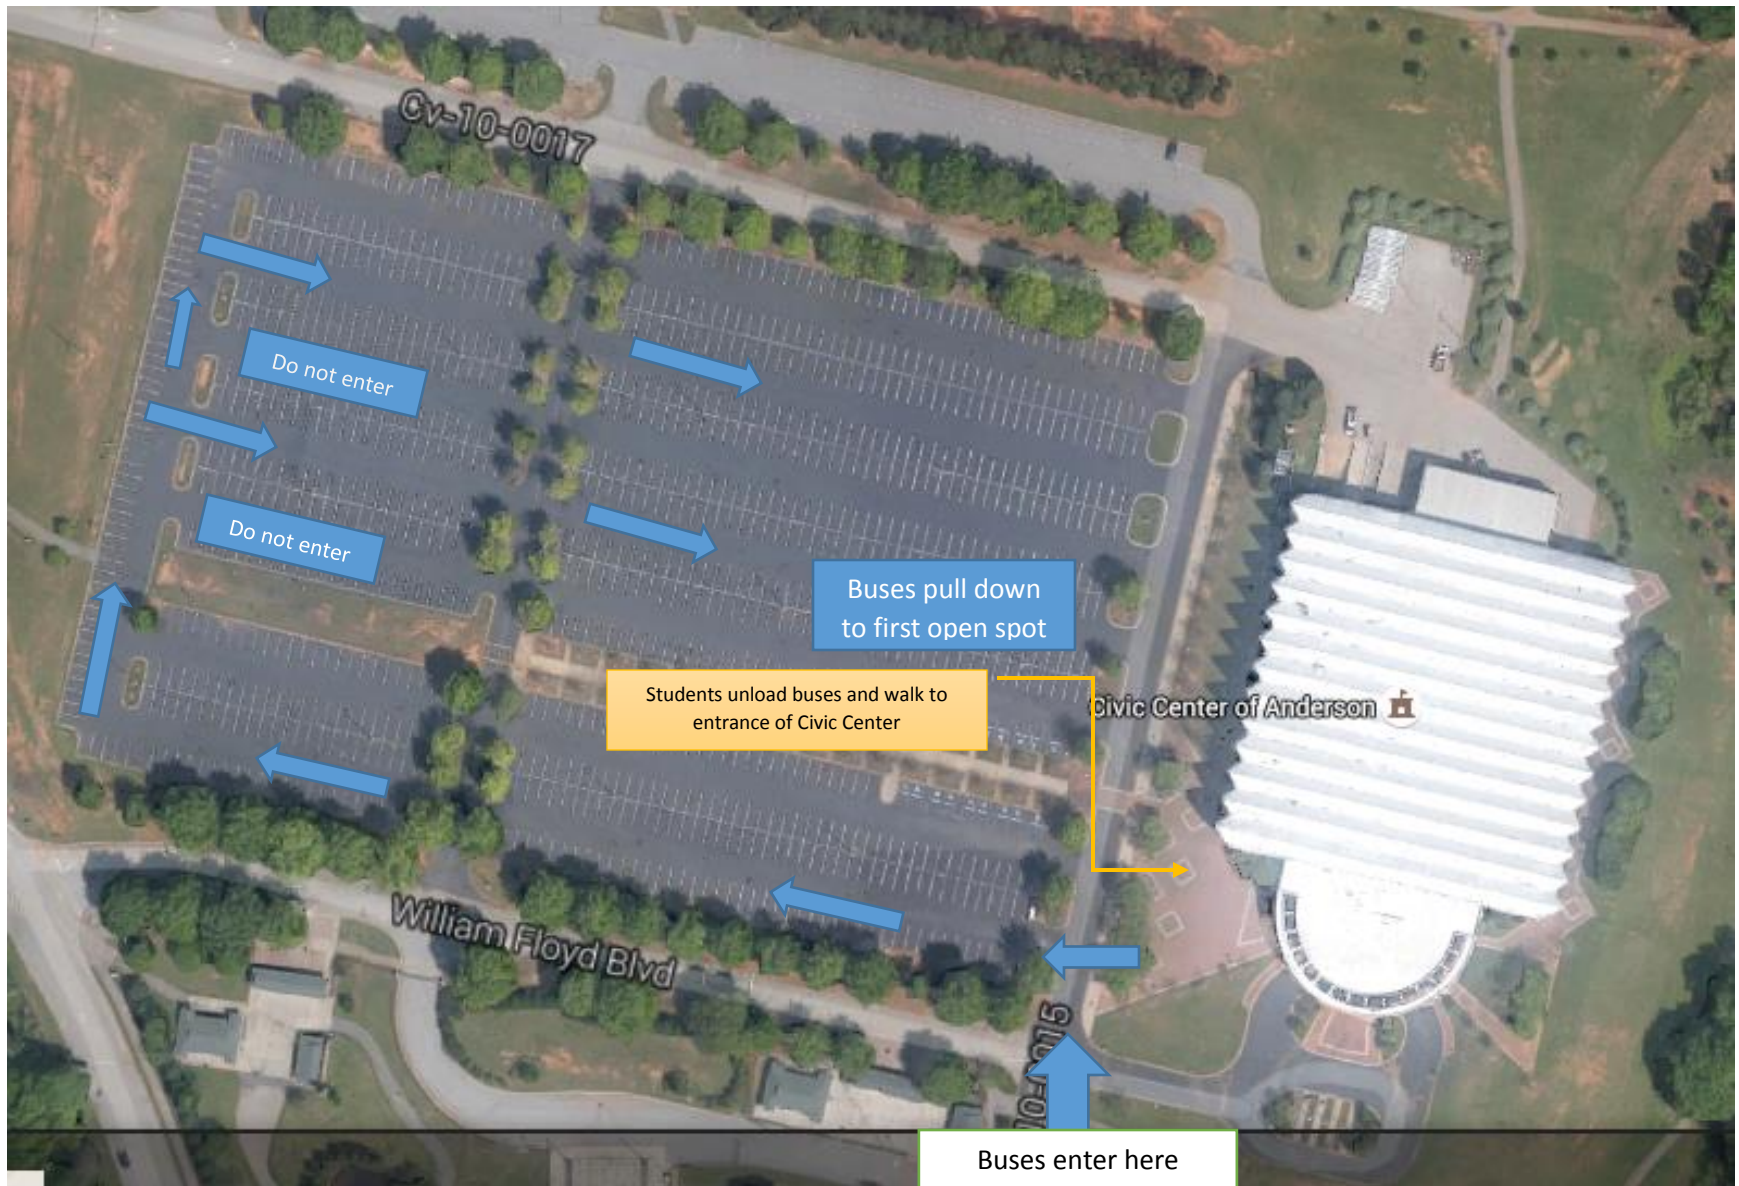 Cv-10-0017
Do not enter
Do not enter
Buses pull down
to first open spot
Students unload buses and walk to
entrance of Civic Center
Civic Center of Anderson
William Floyd Blvd
Buses enter here